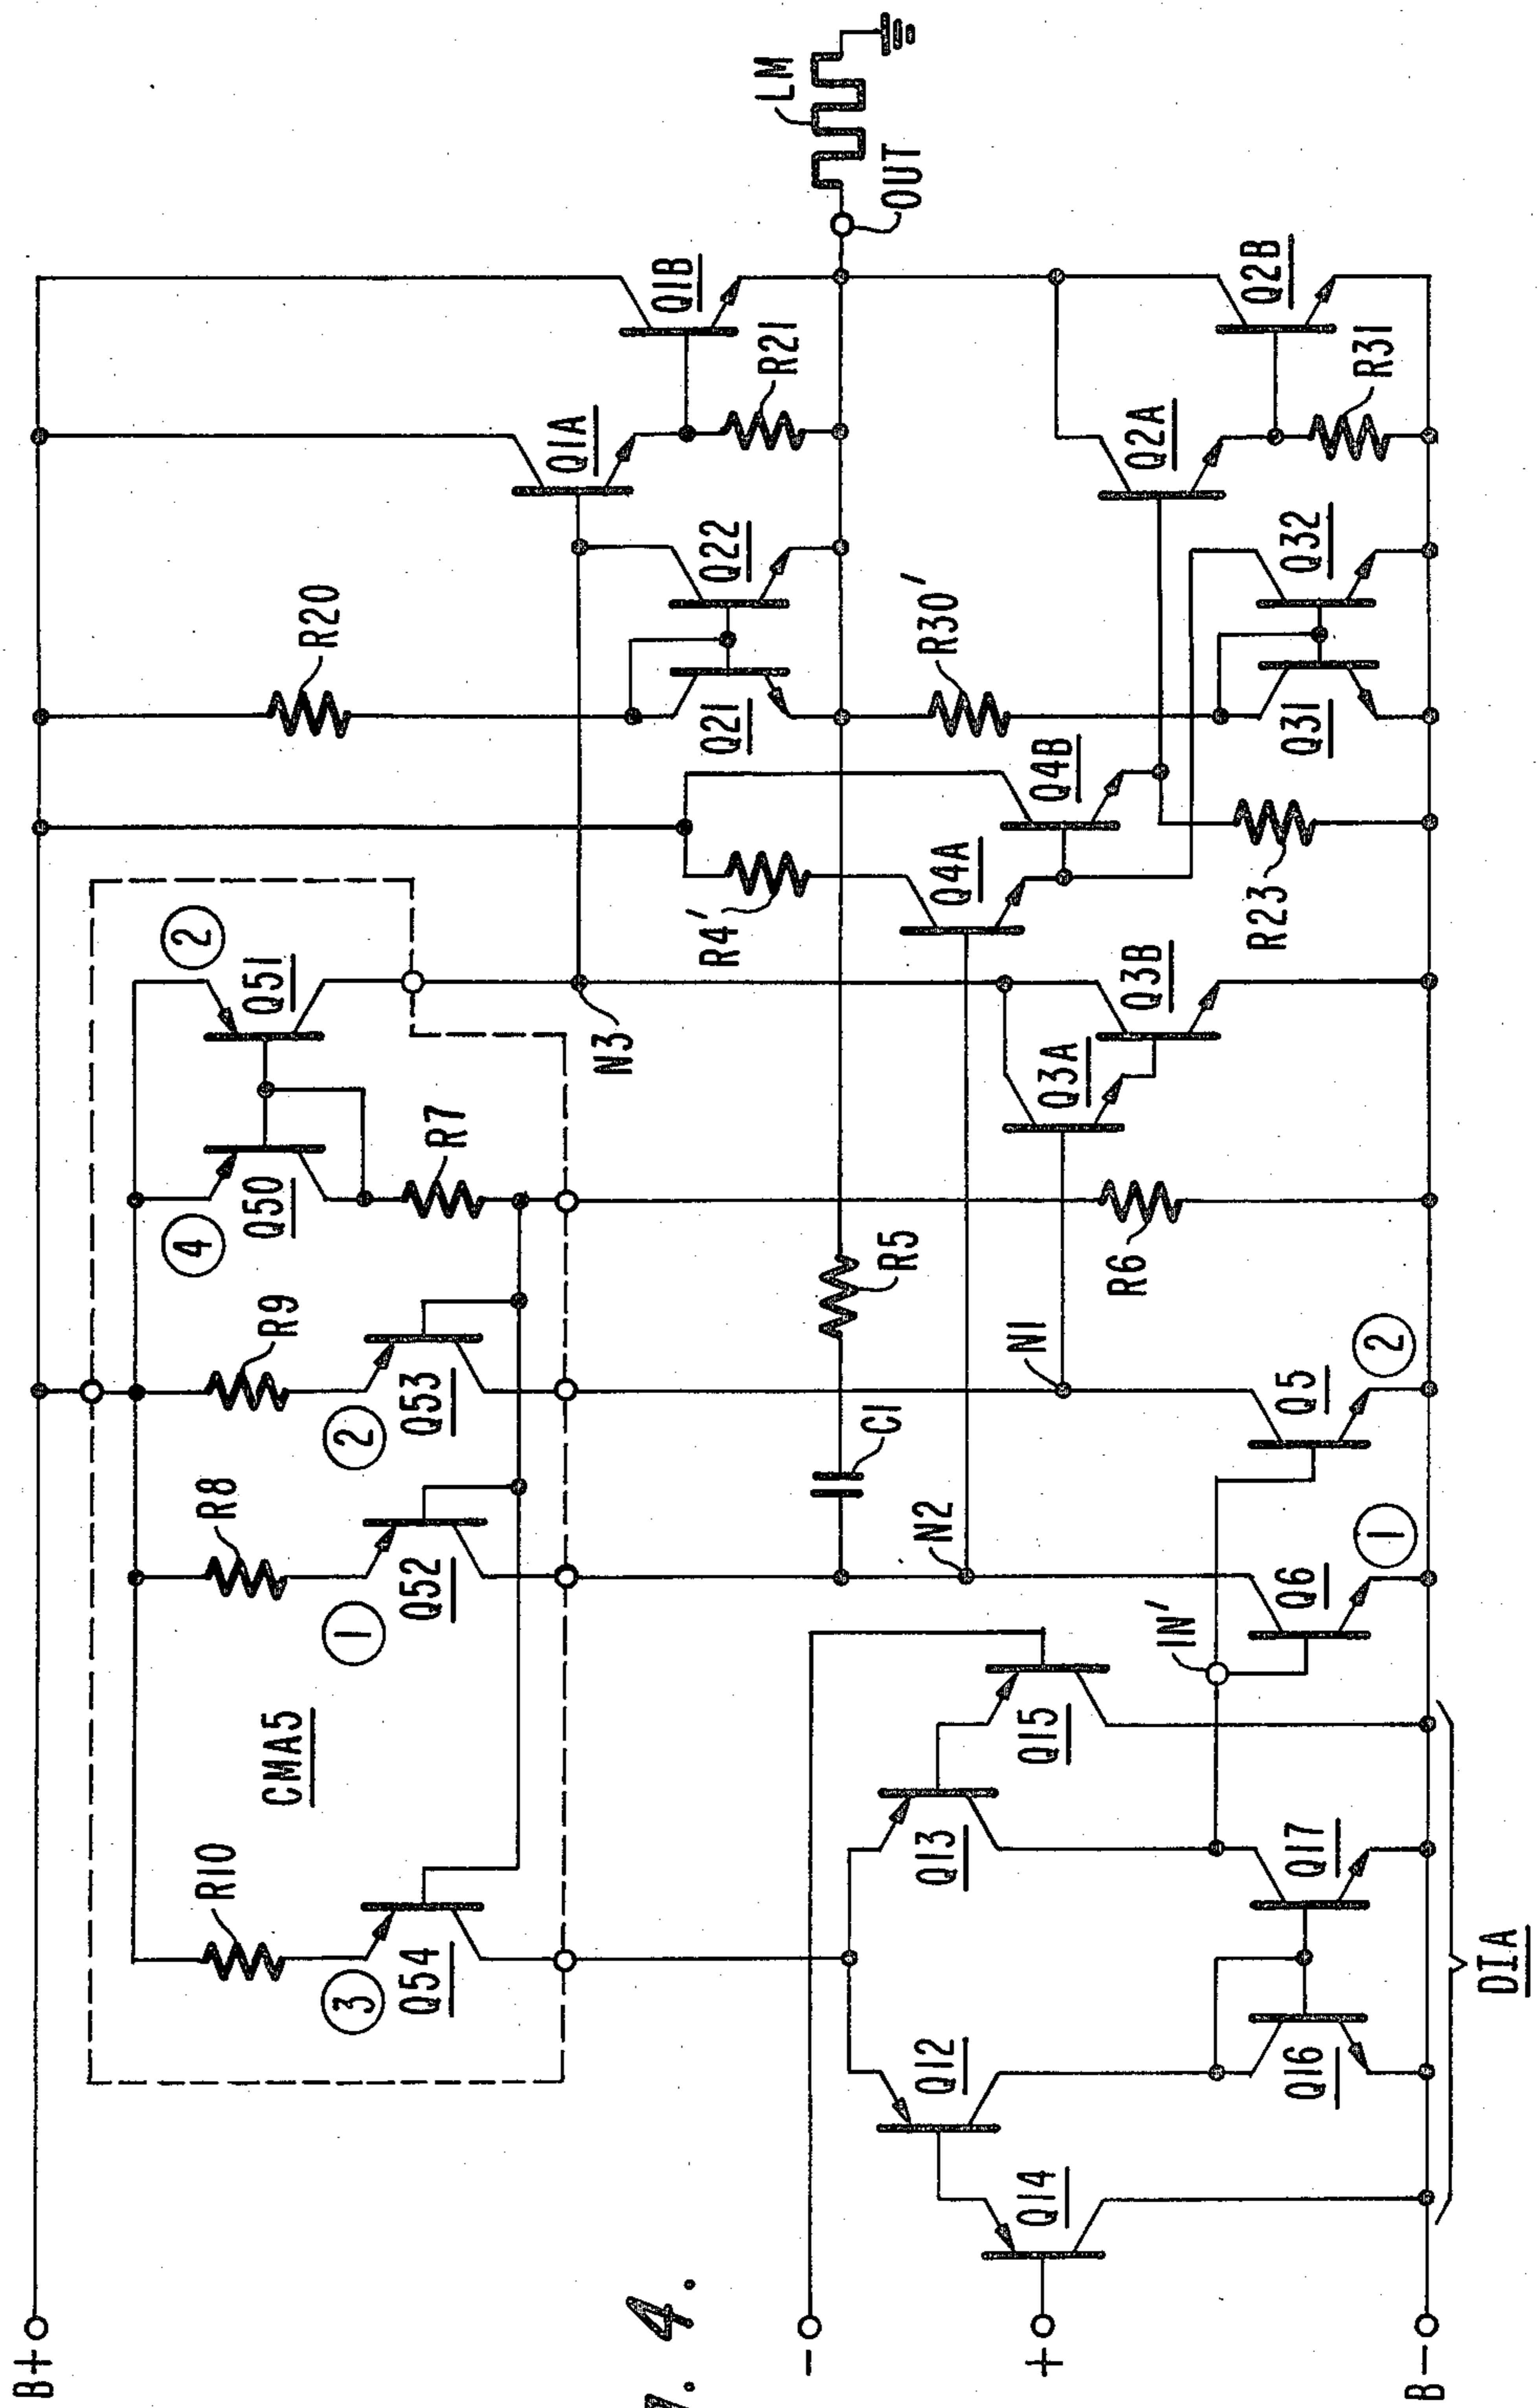 B+
R10
R8
R9
④
②
Q50
Q51
R7
③
Q54
CMA5
①
Q52
②
Q53
R20
Q1A
Q1B
R21
Q21
Q22
N3
R4'
Q4A
Q4B
R30'
LM
OUT
-
+
B-
Q14
Q12
Q13
Q15
Q16
Q17
IN'
N2
C1
R5
N1
Q6
①
Q5
②
R6
Q3A
Q3B
R23
Q31
Q32
Q2A
Q2B
R31
DIA
4.